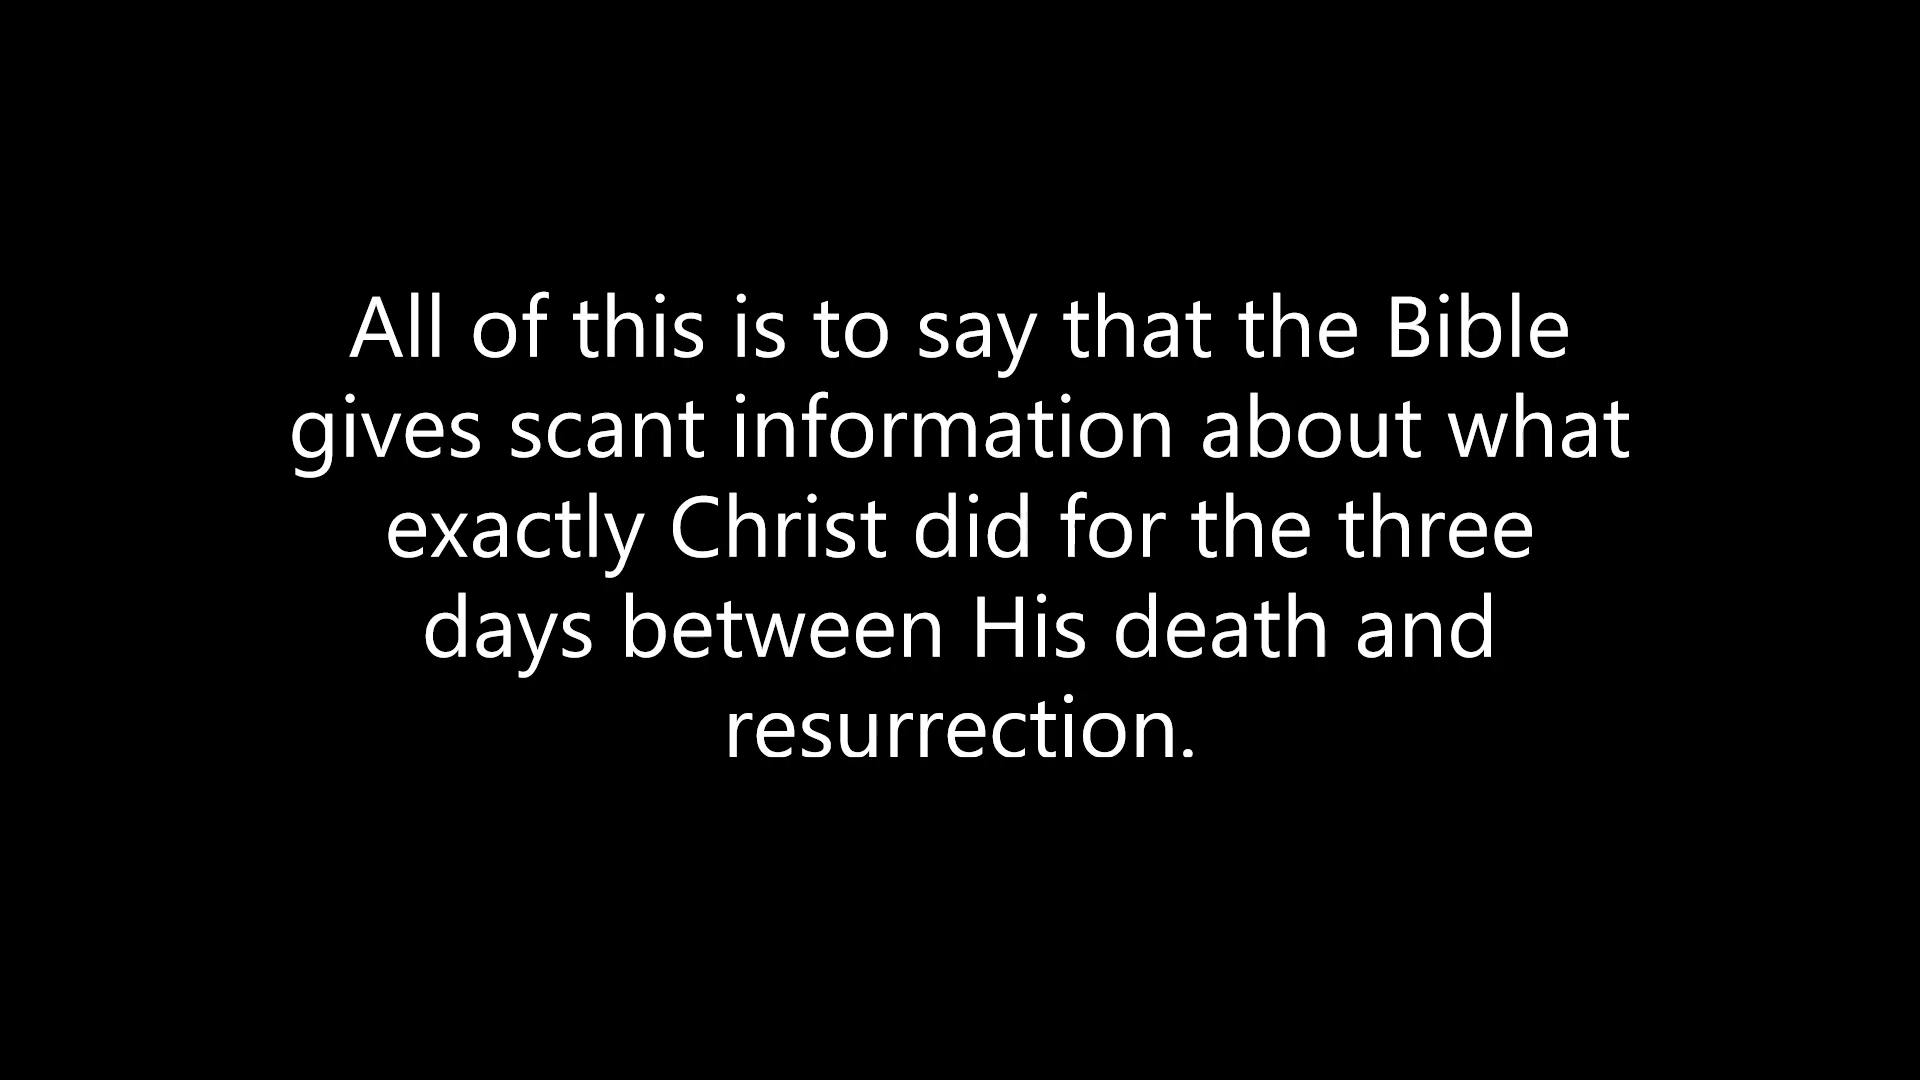 All of this is to say that the Bible
gives scant information about what
exactly Christ did for the three
days between His death and
resurrection.